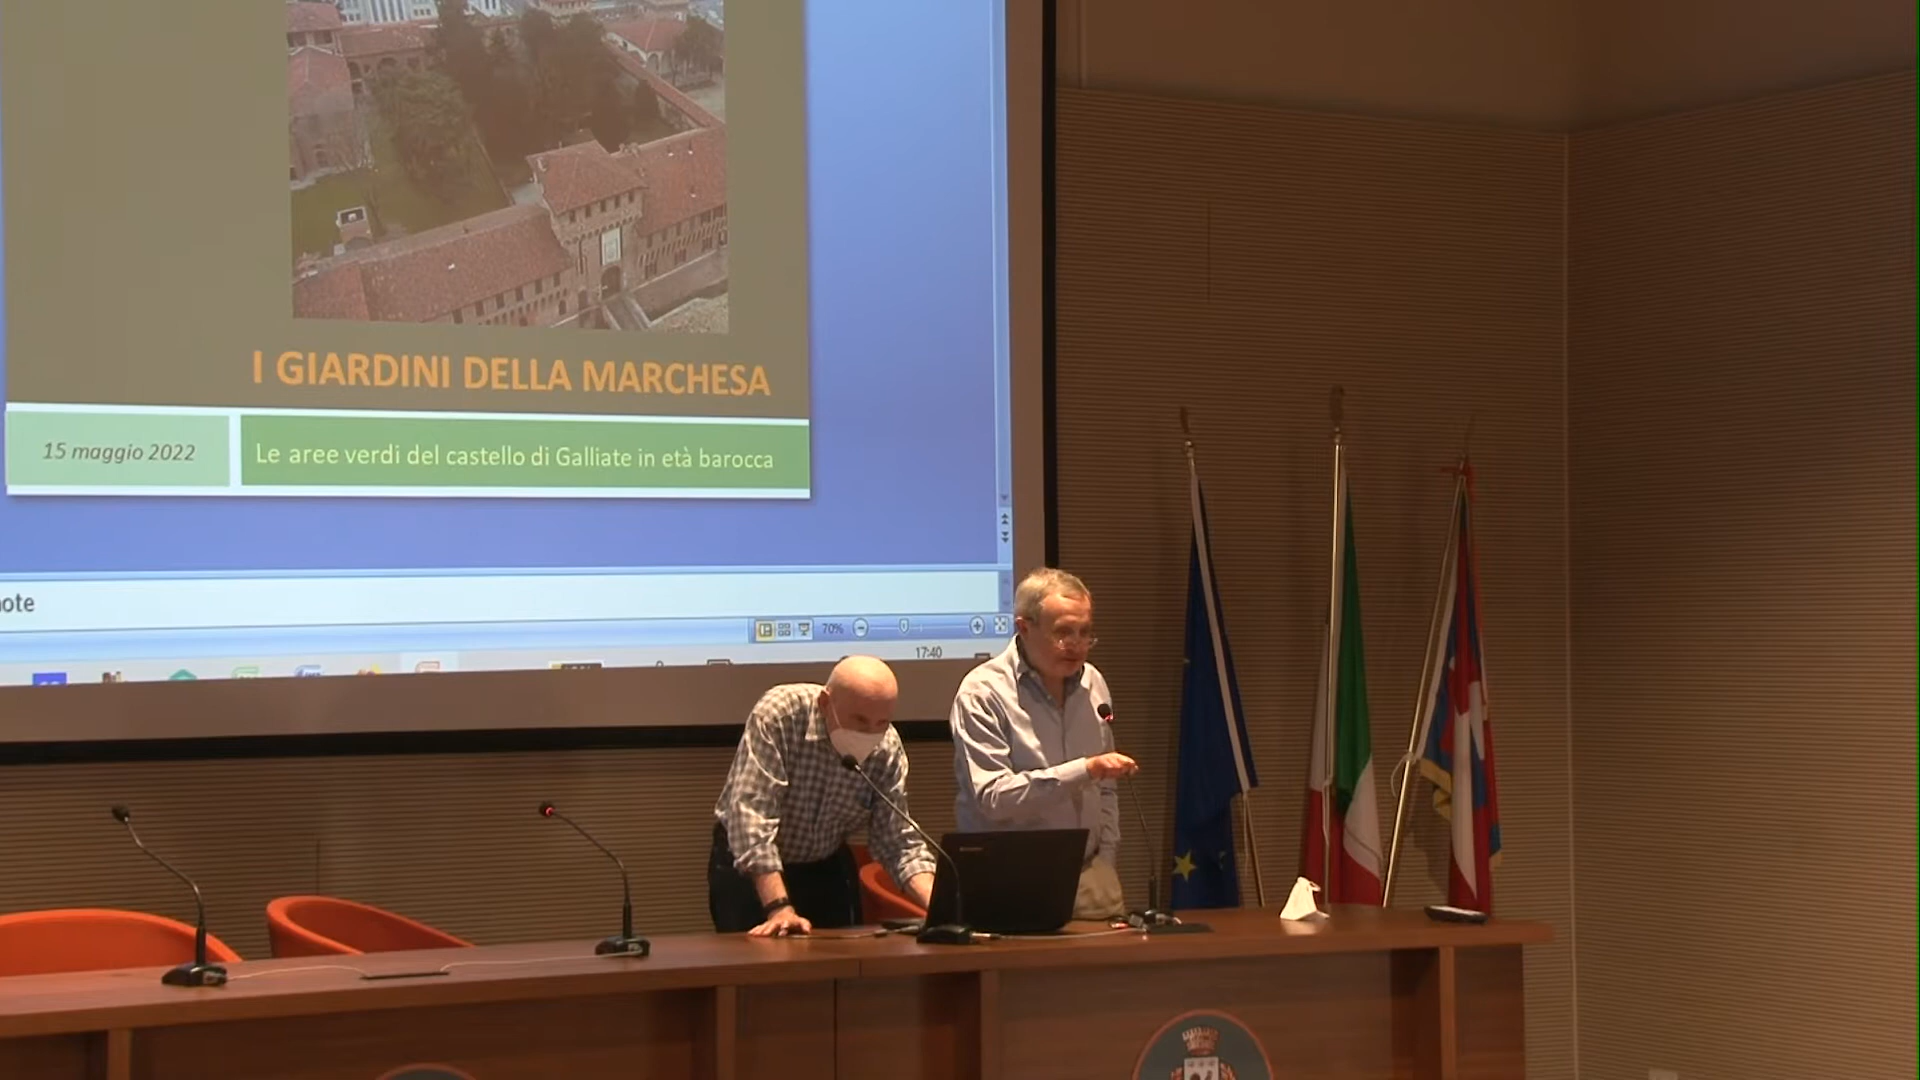 I GIARDINI DELLA MARCHESA
15 maggio 2022
Le aree verdi del castello di Galliate in età barocca
note
70%
17:40